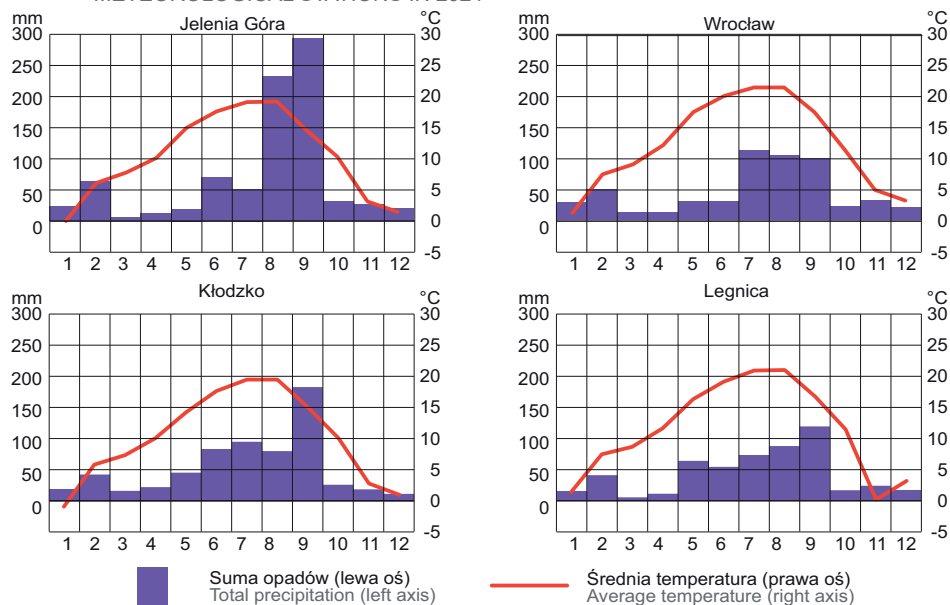 METEOROLOGICAL STATIONS IN 2024
Jelenia Góra
mm °C
300 30
250 25
200 20
150 15
100 10
50 5
0 0
-5
1 2 3 4 5 6 7 8 9 10 11 12
Wrocław
mm °C
300 30
250 25
200 20
150 15
100 10
50 5
0 0
-5
1 2 3 4 5 6 7 8 9 10 11 12
Kłodzko
mm °C
300 30
250 25
200 20
150 15
100 10
50 5
0 0
-5
1 2 3 4 5 6 7 8 9 10 11 12
Legnica
mm °C
300 30
250 25
200 20
150 15
100 10
50 5
0 0
-5
1 2 3 4 5 6 7 8 9 10 11 12
Suma opadów (lewa oś)
Total precipitation (left axis)
Średnia temperatura (prawa oś)
Average temperature (right axis)